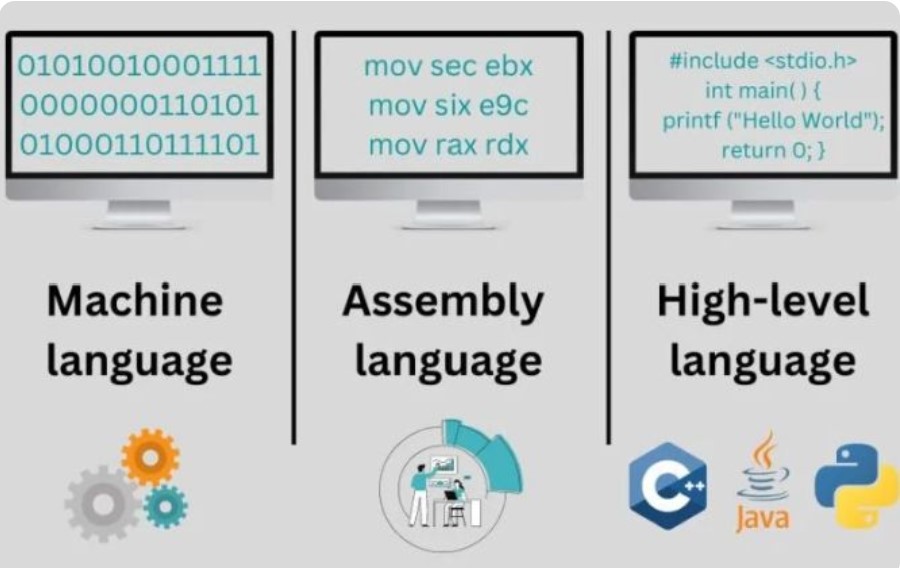 01010010001111
0000000110101
01000110111101
mov sec ebx
mov six e9c
mov rax rdx
#include <stdio.h>
int main( ) {
printf ("Hello World");
return 0; }
Machine
language
Assembly
language
High-level
language
C++
Java